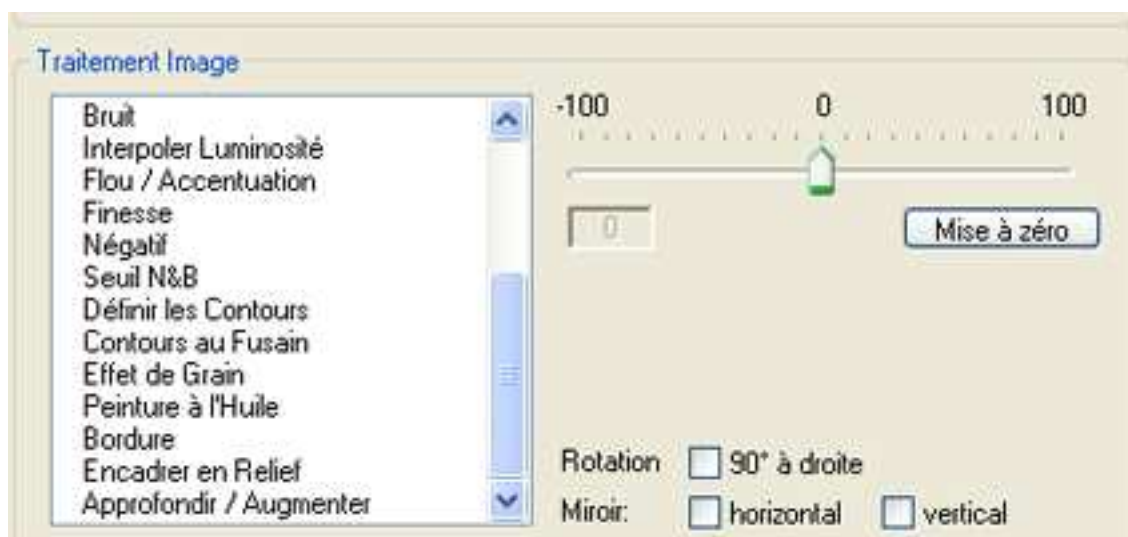 Traitement Image
Bruit
Interpoler Luminosité
Flou / Accentuation
Finesse
Négatif
Seuil N&B
Définir les Contours
Contours au Fusain
Effet de Grain
Peinture à l'Huile
Bordure
Encadrer en Relief
Approfondir / Augmenter
-100 0 100
0
Mise à zéro
Rotation 90° à droite
Miroir: horizontal vertical